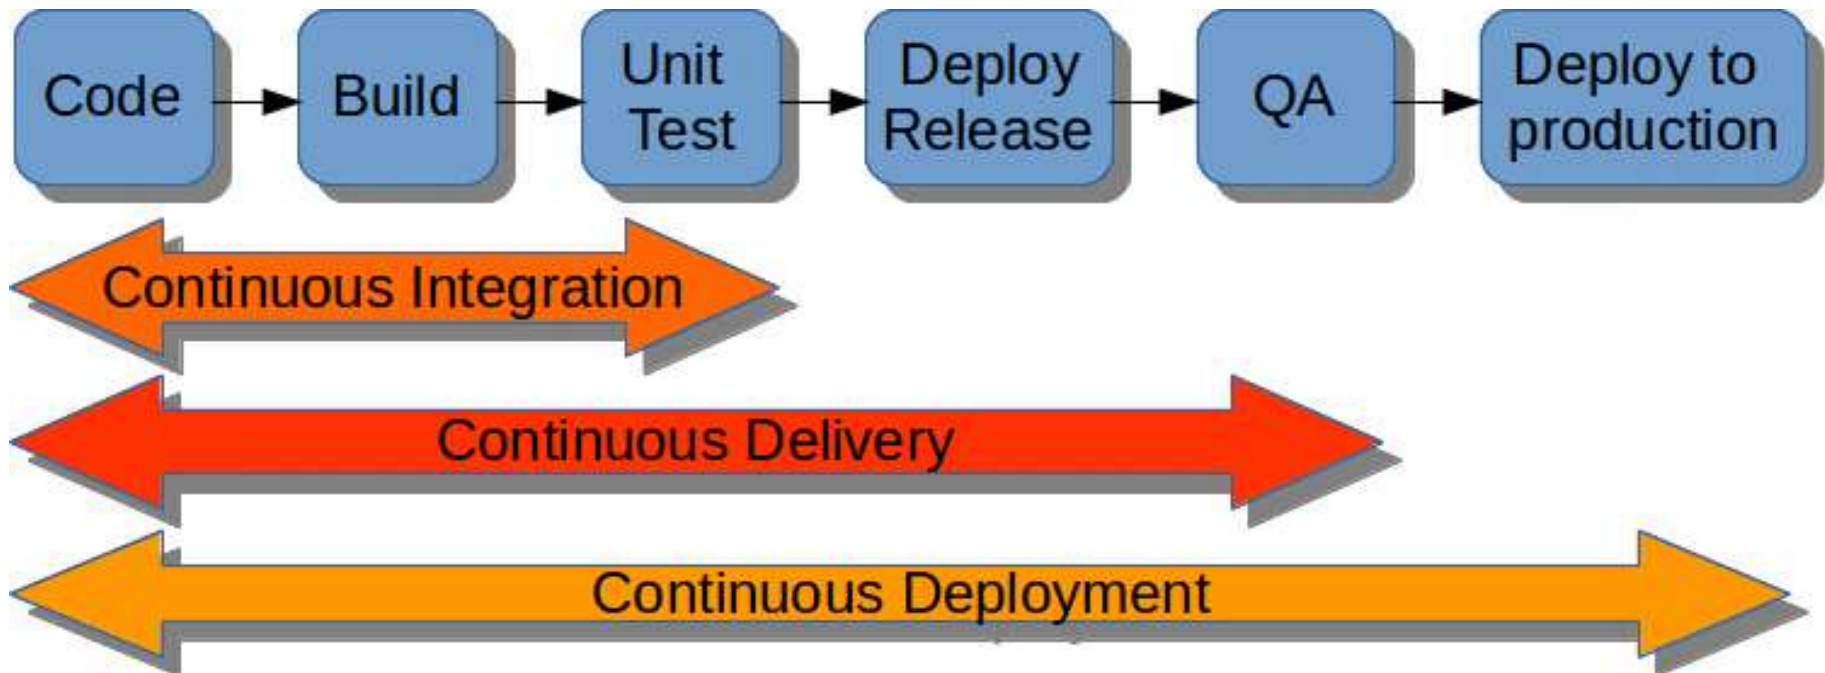 Code
Build
Unit
Test
Deploy
Release
QA
Deploy to
production
Continuous Integration
Continuous Delivery
Continuous Deployment